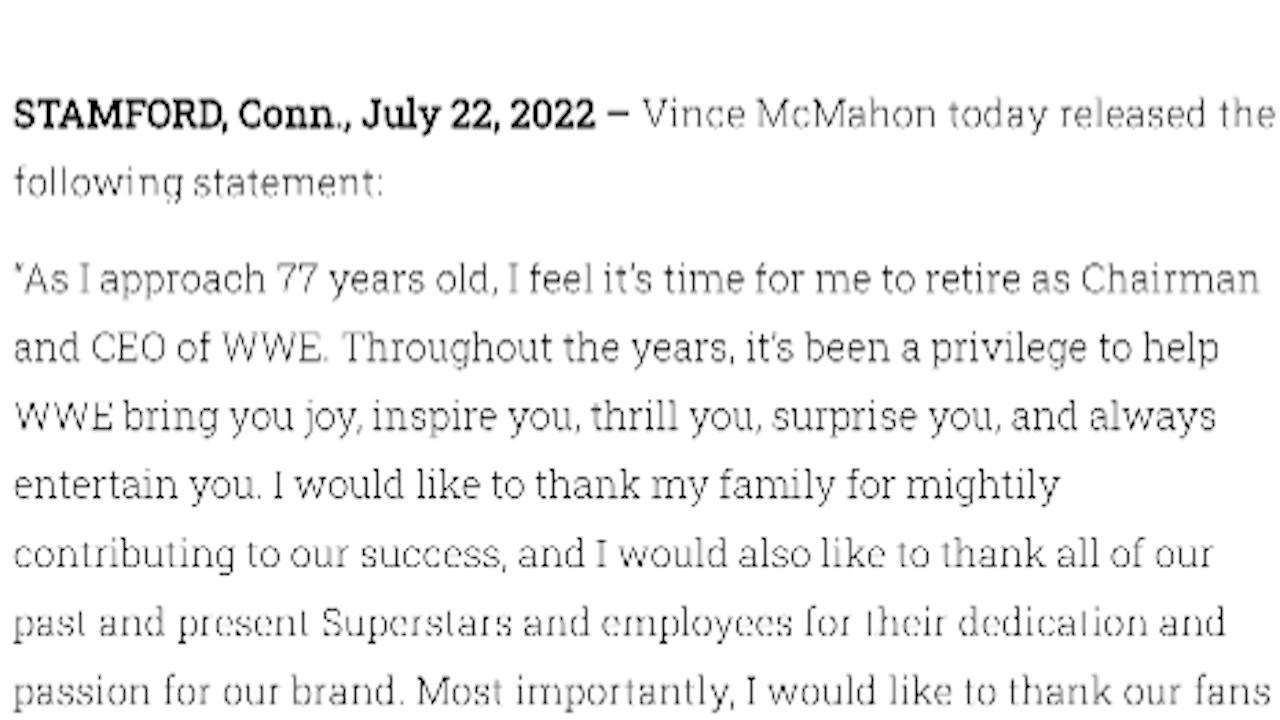 STAMFORD, Conn., July 22, 2022 – Vince McMahon today released the
following statement:
“As I approach 77 years old, I feel it’s time for me to retire as Chairman
and CEO of WWE. Throughout the years, it’s been a privilege to help
WWE bring you joy, inspire you, thrill you, surprise you, and always
entertain you. I would like to thank my family for mightily
contributing to our success, and I would also like to thank all of our
past and present Superstars and employees for their dedication and
passion for our brand. Most importantly, I would like to thank our fans